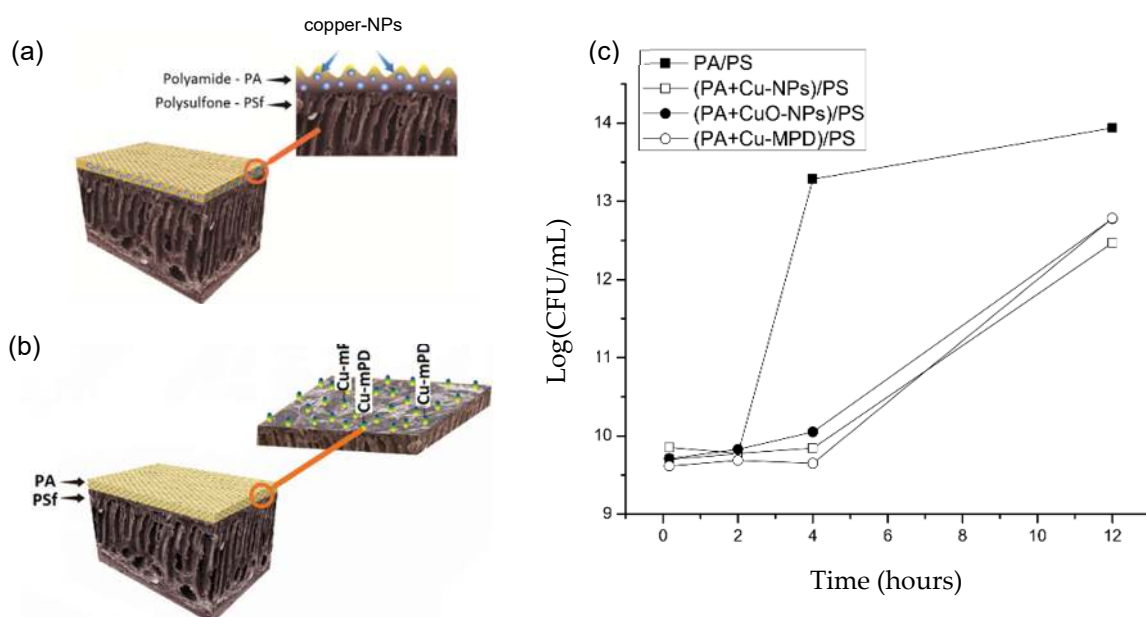 (a)
copper-NPs
Polyamide - PA
Polysulfone - PSf
(b)
Cu-mPD
Cu-mPD
PA
PSf
(c)
PA/PS
(PA+Cu-NPs)/PS
(PA+CuO-NPs)/PS
(PA+Cu-MPD)/PS
Log(CFU/mL)
14
13
12
11
10
9
0 2 4 6 8 10 12
Time (hours)